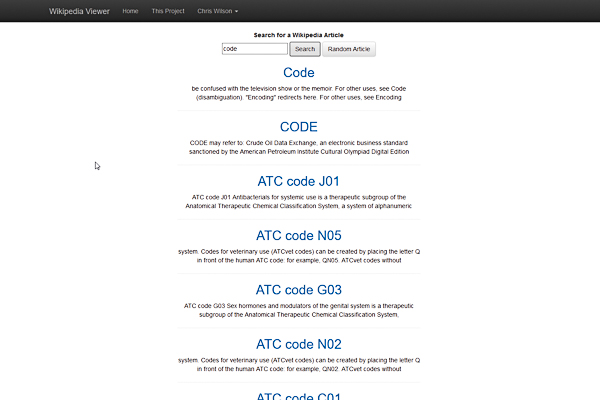 Wikipedia Viewer Home This Project Chris Wilson
Search for a Wikipedia Article
code Search Random Article
Code
be confused with the television show or the memoir. For other uses, see Code
(disambiguation). "Encoding" redirects here. For other uses, see Encoding
CODE
CODE may refer to: Crude Oil Data Exchange, an electronic business standard
sanctioned by the American Petroleum Institute Cultural Olympiad Digital Edition
ATC code J01
ATC code J01 Antibacterials for systemic use is a therapeutic subgroup of the
Anatomical Therapeutic Chemical Classification System, a system of alphanumeric
ATC code N05
system. Codes for veterinary use (ATCvet codes) can be created by placing the letter Q
in front of the human ATC code: for example, QN05. ATCvet codes without
ATC code G03
ATC code G03 Sex hormones and modulators of the genital system is a therapeutic
subgroup of the Anatomical Therapeutic Chemical Classification System,
ATC code N02
system. Codes for veterinary use (ATCvet codes) can be created by placing the letter Q
in front of the human ATC code: for example, QN02. ATCvet codes without
ATC code C01